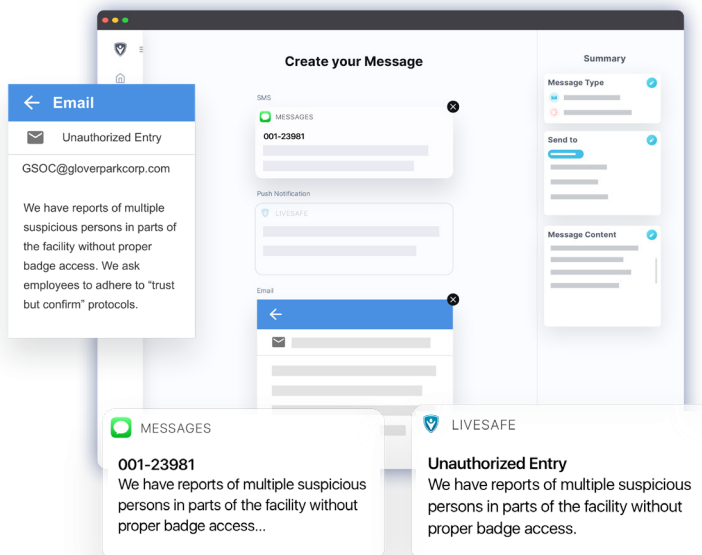 Create your Message
SMS
MESSAGES
001-23981
Push Notification
LIVESAFE
Email
Summary
Message Type
Send to
Message Content
Email
Unauthorized Entry
GSOC@gloverparkcorp.com
We have reports of multiple
suspicious persons in parts of
the facility without proper
badge access. We ask
employees to adhere to “trust
but confirm” protocols.
MESSAGES
001-23981
We have reports of multiple suspicious
persons in parts of the facility without
proper badge access...
LIVESAFE
Unauthorized Entry
We have reports of multiple suspicious
persons in parts of the facility without
proper badge access.